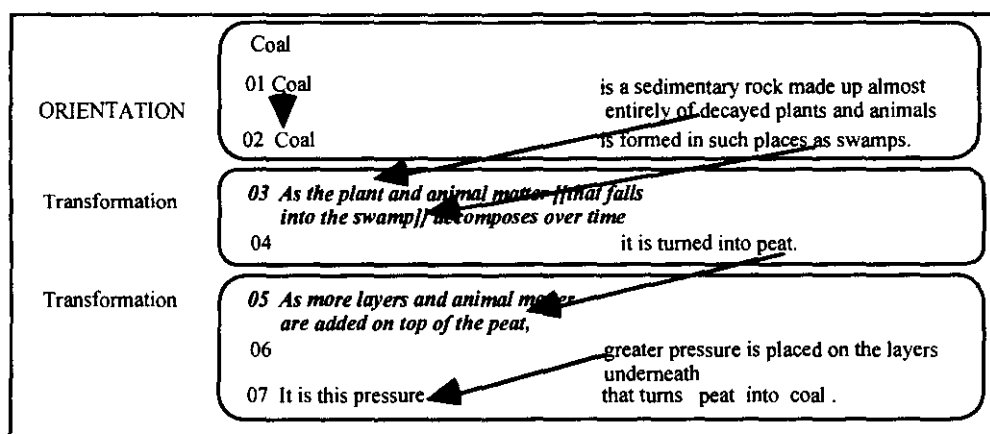 Coal
01 Coal is a sedimentary rock made up almost
entirely of decayed plants and animals
ORIENTATION
02 Coal is formed in such places as swamps.
Transformation
03 As the plant and animal matter [[that falls
into the swamp]] decomposes over time
04 it is turned into peat.
Transformation
05 As more layers and animal matter
are added on top of the peat,
06 greater pressure is placed on the layers
underneath
07 It is this pressure that turns peat into coal .